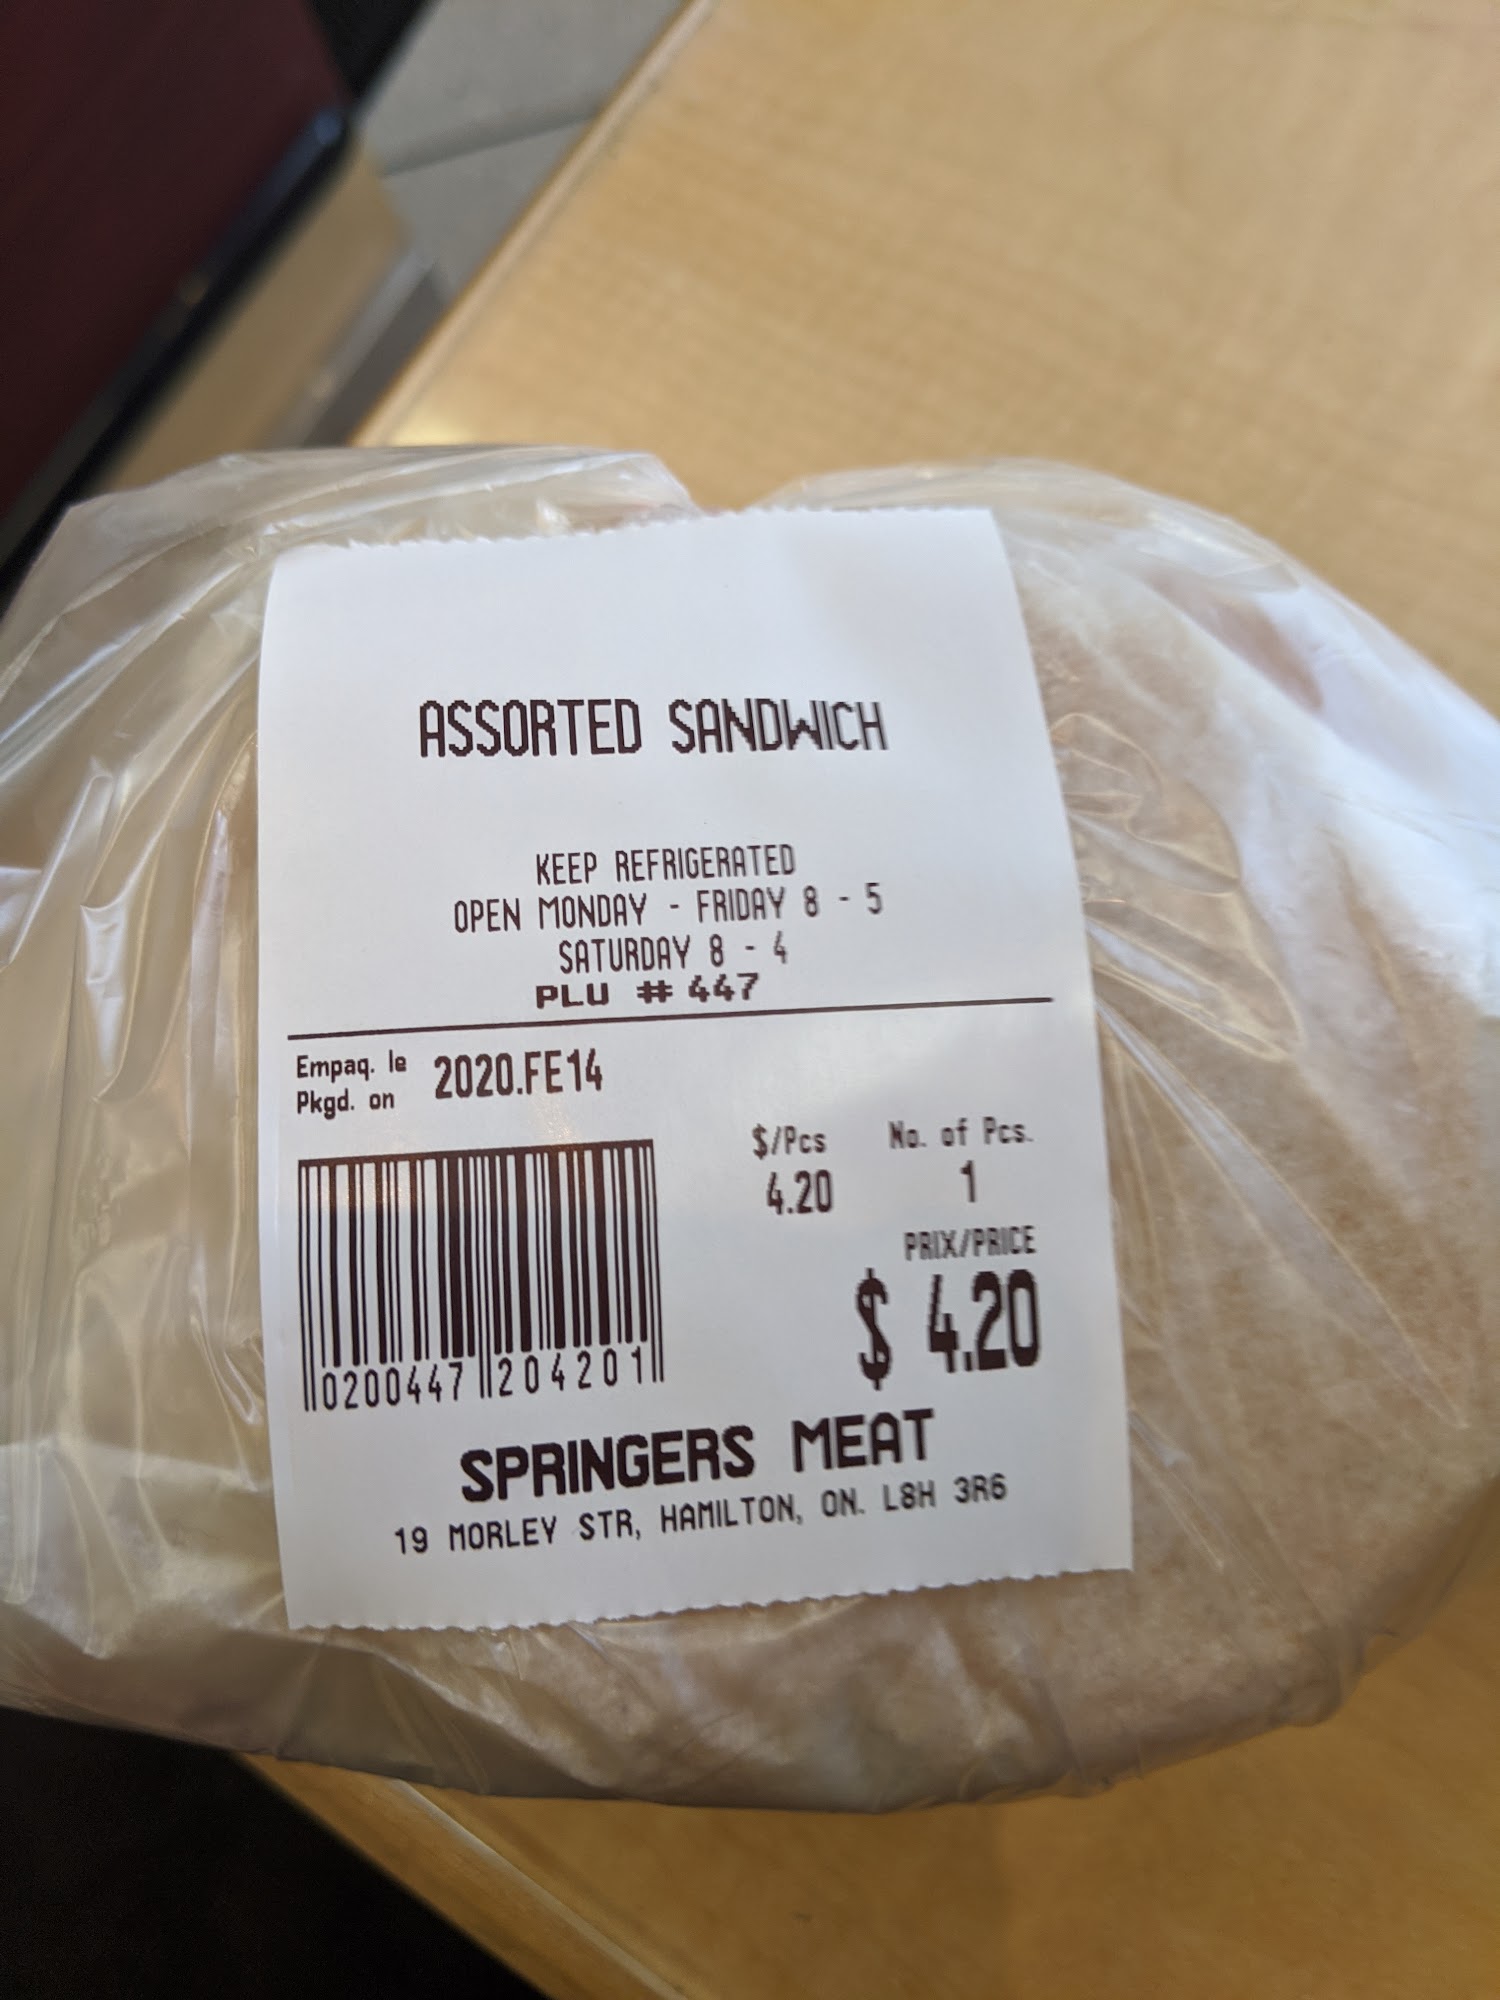 ASSORTED SANDWICH
KEEP REFRIGERATED
OPEN MONDAY - FRIDAY 8 - 5
SATURDAY 8 - 4
PLU # 447
Empaq. le
Pkgd. on 2020.FE14
$/Pcs No. of Pcs.
4.20 1
PRIX/PRICE
$ 4.20
0200447 204201
SPRINGERS MEAT
19 MORLEY STR, HAMILTON, ON. L8H 3R6